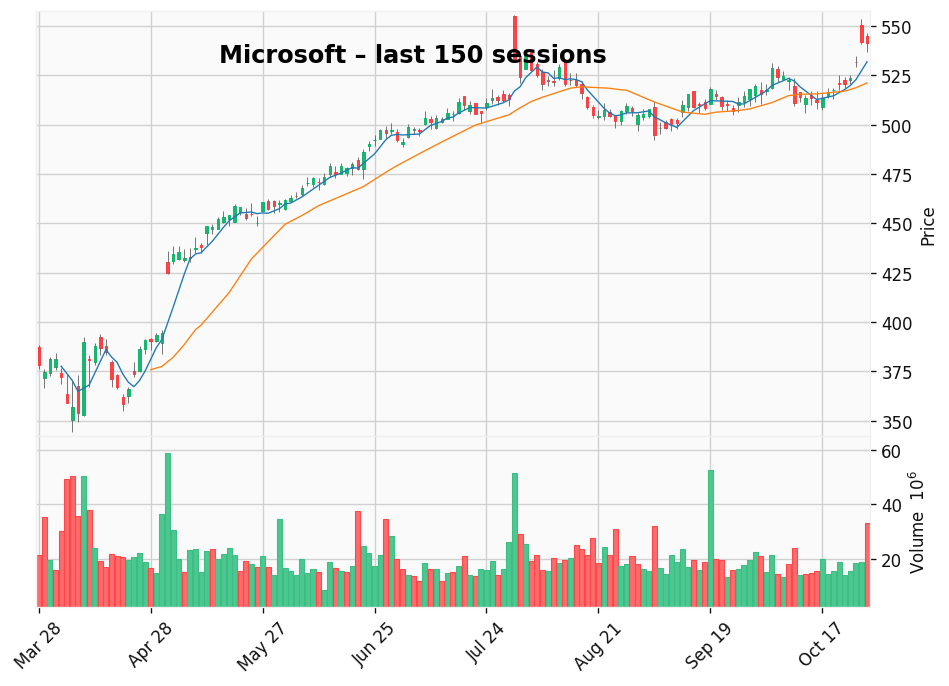 Microsoft – last 150 sessions
550
525
500
475
450
425
400
375
350
Price
60
40
20
Volume 10⁶
Mar 28
Apr 28
May 27
Jun 25
Jul 24
Aug 21
Sep 19
Oct 17